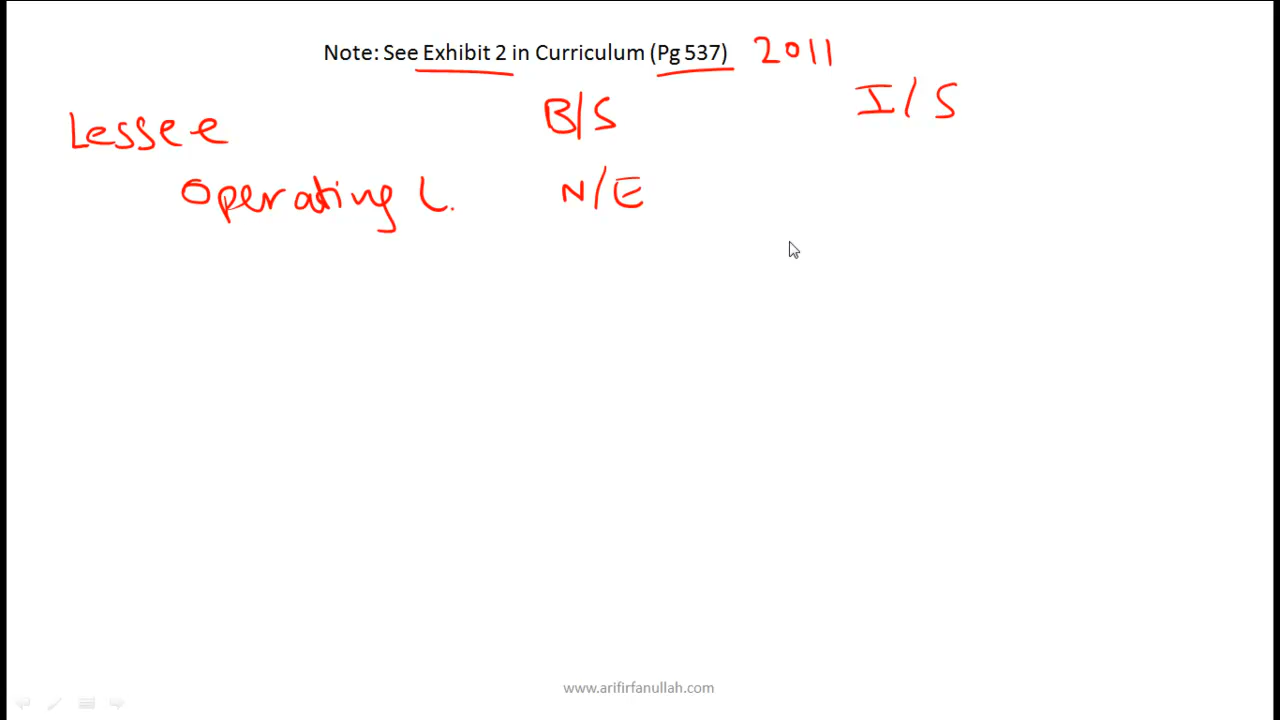 Note: See Exhibit 2 in Curriculum (Pg 537) 2011
Lessee B/S I/S
Operating L. N/E
www.arifirfanullah.com